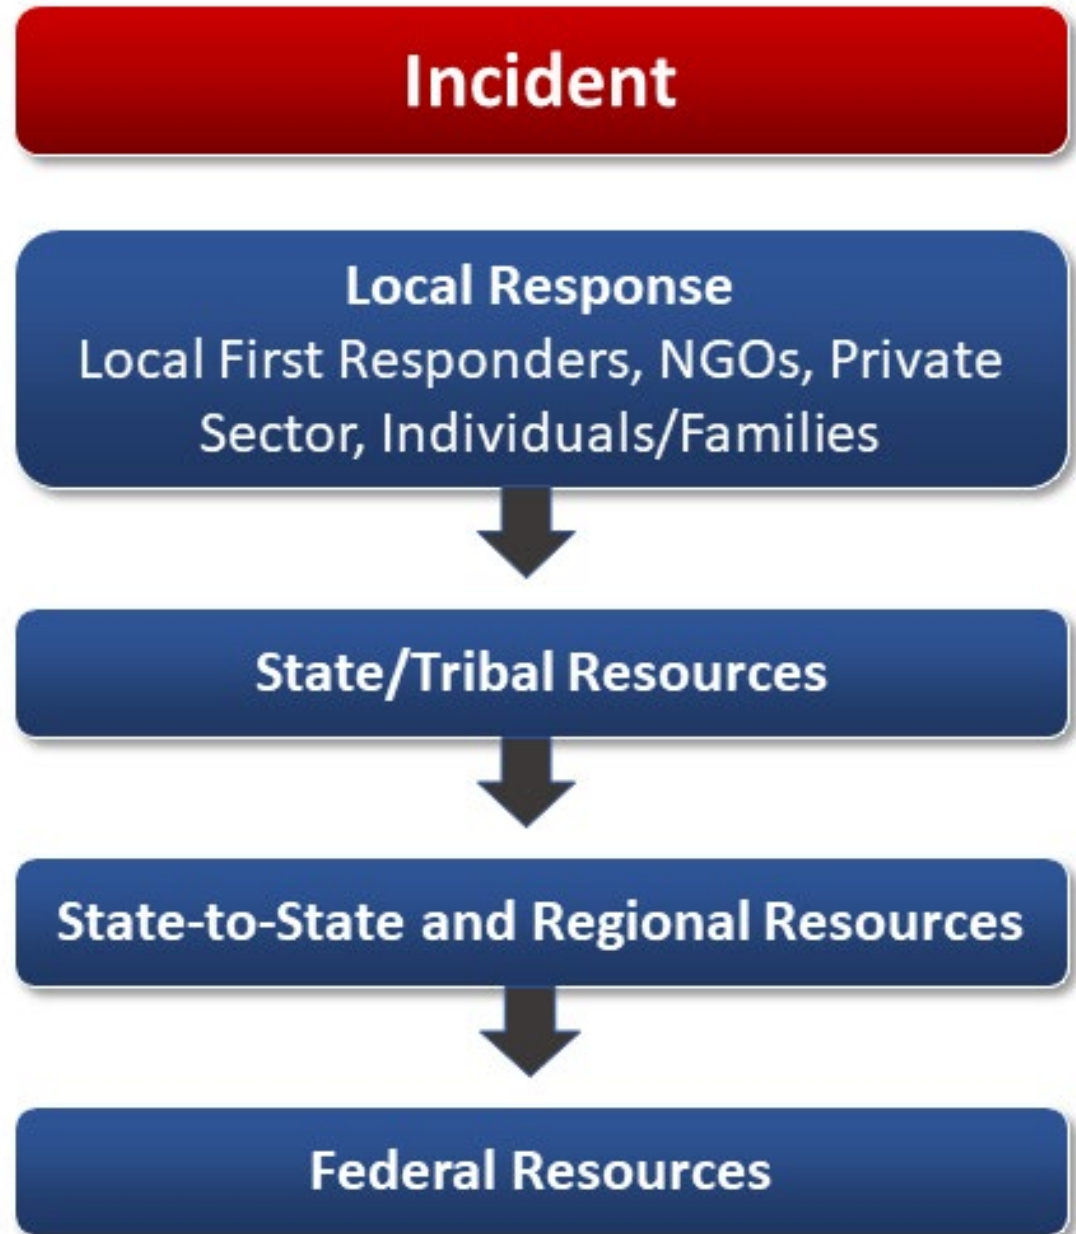 Incident
Local Response
Local First Responders, NGOs, Private
Sector, Individuals/Families
State/Tribal Resources
State-to-State and Regional Resources
Federal Resources